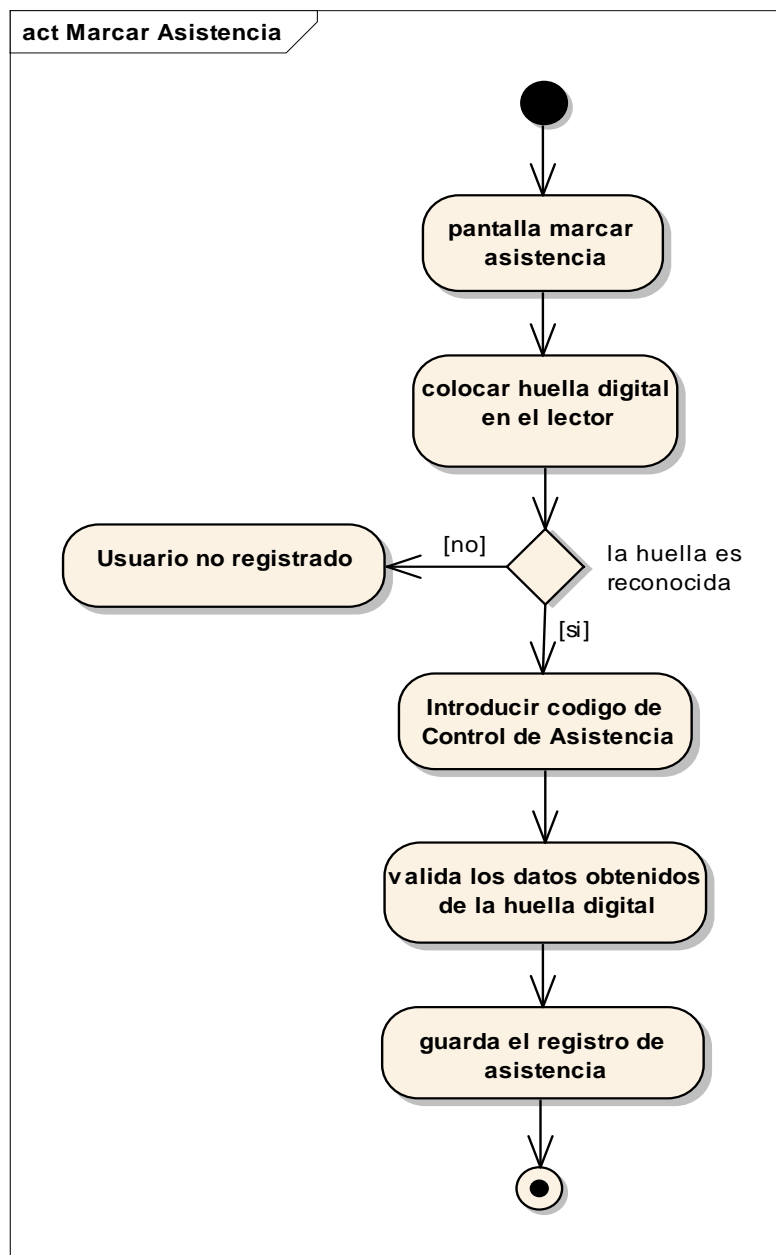 act Marcar Asistencia
pantalla marcar
asistencia
colocar huella digital
en el lector
[no]
Usuario no registrado
la huella es
reconocida
[si]
Introducir codigo de
Control de Asistencia
valida los datos obtenidos
de la huella digital
guarda el registro de
asistencia